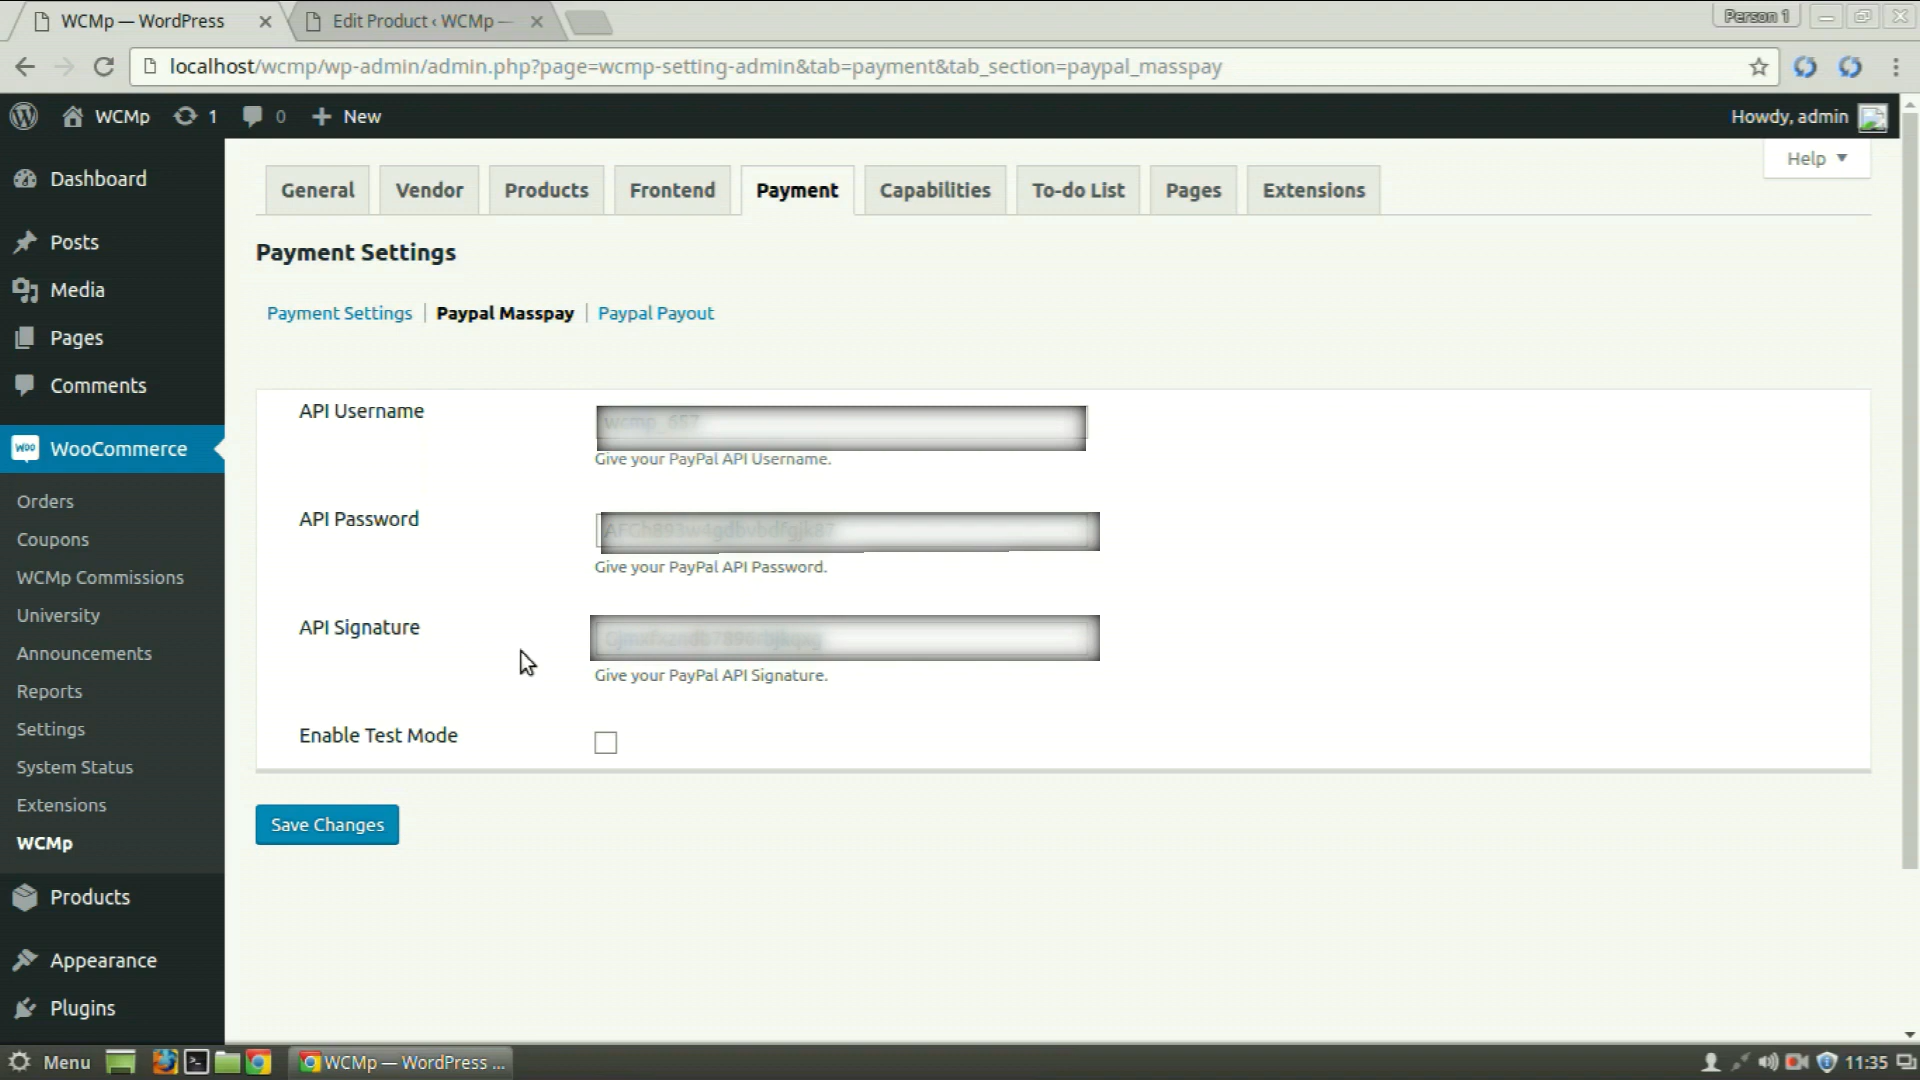 WCMp — WordPress
Edit Product ‹ WCMp —
Person 1
localhost/wcmp/wp-admin/admin.php?page=wcmp-setting-admin&tab=payment&tab_section=paypal_masspay
WCMp 1 0 New
Howdy, admin
Help
Dashboard
Posts
Media
Pages
Comments
WOO WooCommerce
Orders
Coupons
WCMp Commissions
University
Announcements
Reports
Settings
System Status
Extensions
WCMp
Products
Appearance
Plugins
General Vendor Products Frontend Payment Capabilities To-do List Pages Extensions
Payment Settings
Payment Settings | Paypal Masspay | Paypal Payout
API Username
Give your PayPal API Username.
API Password
Give your PayPal API Password.
API Signature
Give your PayPal API Signature.
Enable Test Mode
Save Changes
Menu
WCMp — WordPress ...
11:35